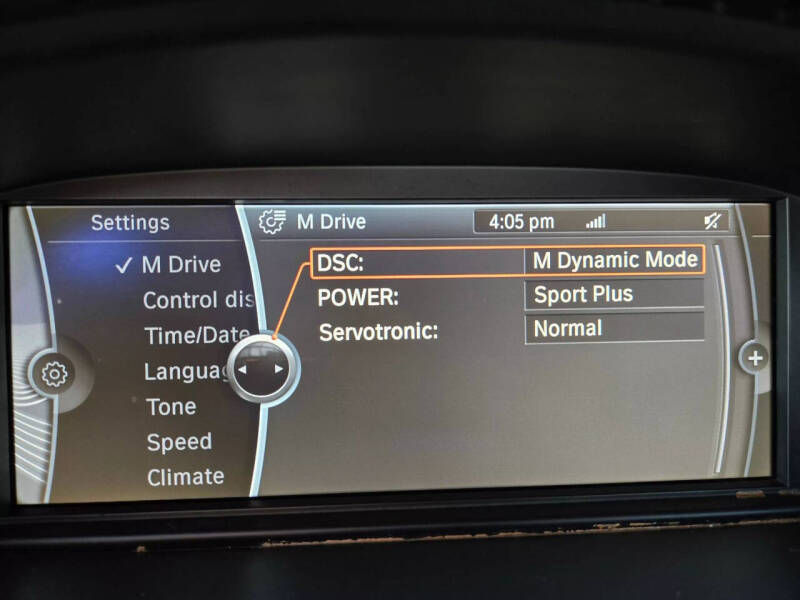 Settings
M Drive
4:05 pm
✓ M Drive
Control dis
Time/Date
Languag
Tone
Speed
Climate
DSC: M Dynamic Mode
POWER: Sport Plus
Servotronic: Normal